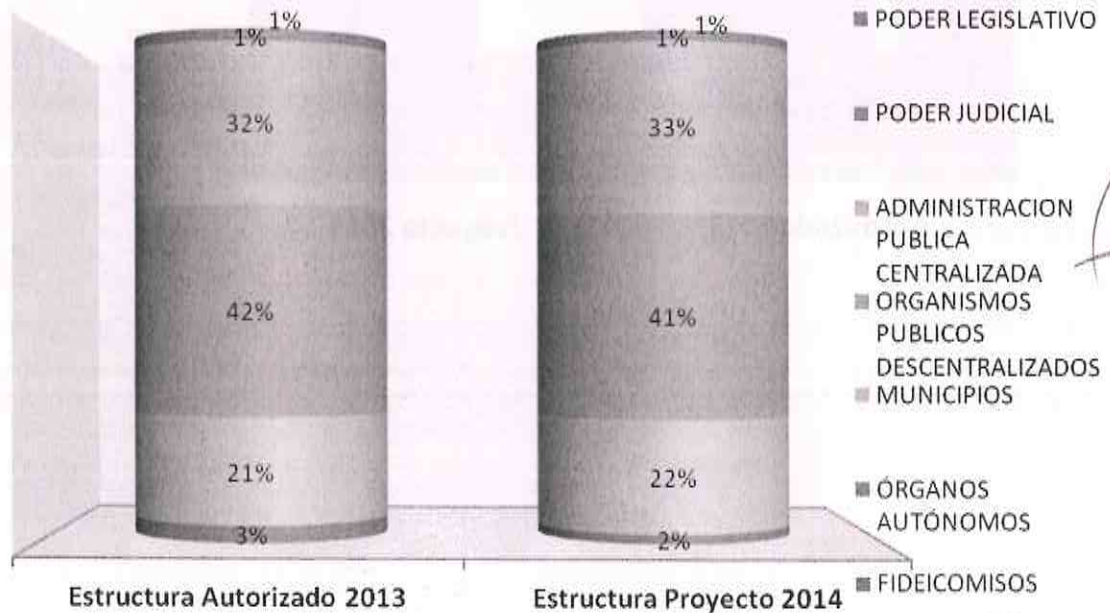 1%
1%
32%
42%
21%
3%
Estructura Autorizado 2013
1%
1%
33%
41%
22%
2%
Estructura Proyecto 2014
PODER LEGISLATIVO
PODER JUDICIAL
ADMINISTRACION
PUBLICA
CENTRALIZADA
ORGANISMOS
PUBLICOS
DESCENTRALIZADOS
MUNICIPIOS
ÓRGANOS
AUTÓNOMOS
FIDEICOMISOS